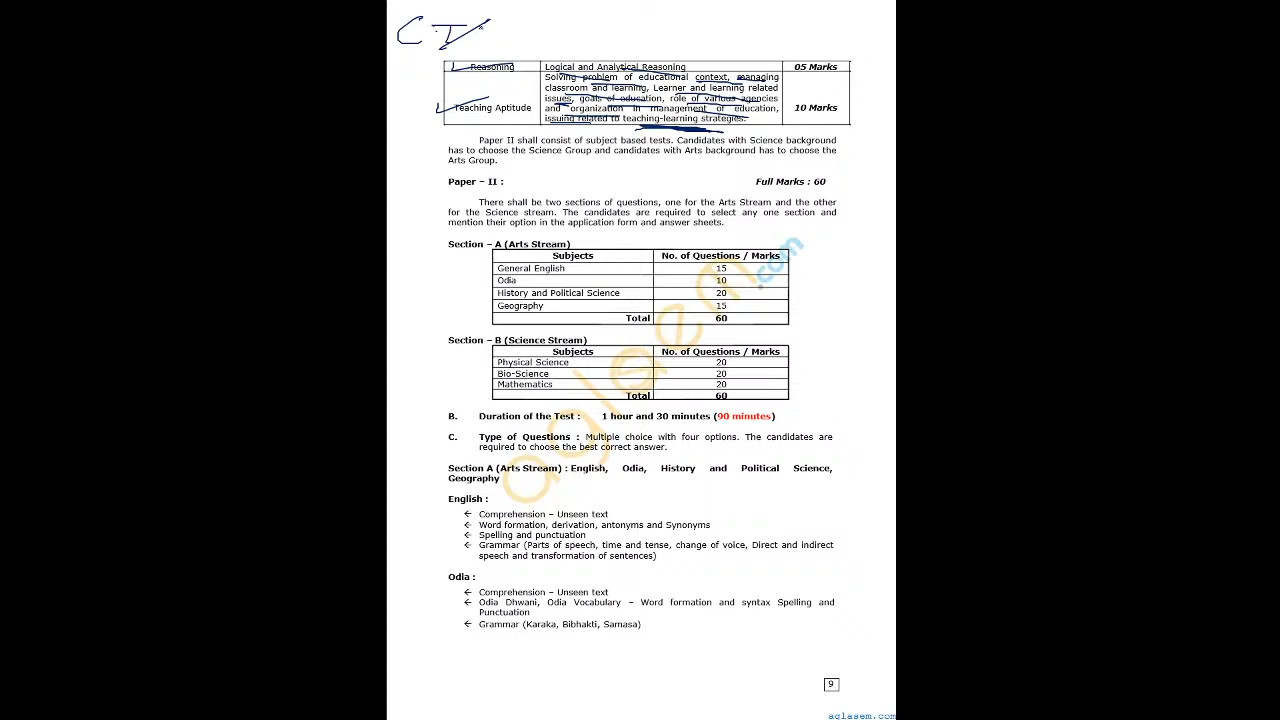 CT
Reasoning Logical and Analytical Reasoning 05 Marks
Teaching Aptitude Solving problem of educational context, managing
classroom and learning, Learner and learning related
issues, goals of education, role of various agencies
and organization in management of education, 10 Marks
issuing related to teaching-learning strategies.
Paper II shall consist of subject based tests. Candidates with Science background
has to choose the Science Group and candidates with Arts background has to choose the
Arts Group.
Paper – II : Full Marks : 60
There shall be two sections of questions, one for the Arts Stream and the other
for the Science stream. The candidates are required to select any one section and
mention their option in the application form and answer sheets.
Section – A (Arts Stream)
Subjects No. of Questions / Marks
General English 15
Odia 10
History and Political Science 20
Geography 15
Total 60
Section – B (Science Stream)
Subjects No. of Questions / Marks
Physical Science 20
Bio-Science 20
Mathematics 20
Total 60
B. Duration of the Test : 1 hour and 30 minutes (90 minutes)
C. Type of Questions : Multiple choice with four options. The candidates are
required to choose the best correct answer.
Section A (Arts Stream) : English, Odia, History and Political Science,
Geography
English :
← Comprehension – Unseen text
← Word formation, derivation, antonyms and Synonyms
← Spelling and punctuation
← Grammar (Parts of speech, time and tense, change of voice, Direct and indirect
speech and transformation of sentences)
Odia :
← Comprehension – Unseen text
← Odia Dhwani, Odia Vocabulary – Word formation and syntax Spelling and
Punctuation
← Grammar (Karaka, Bibhakti, Samasa)
9
aglasem.com
aglasem.com